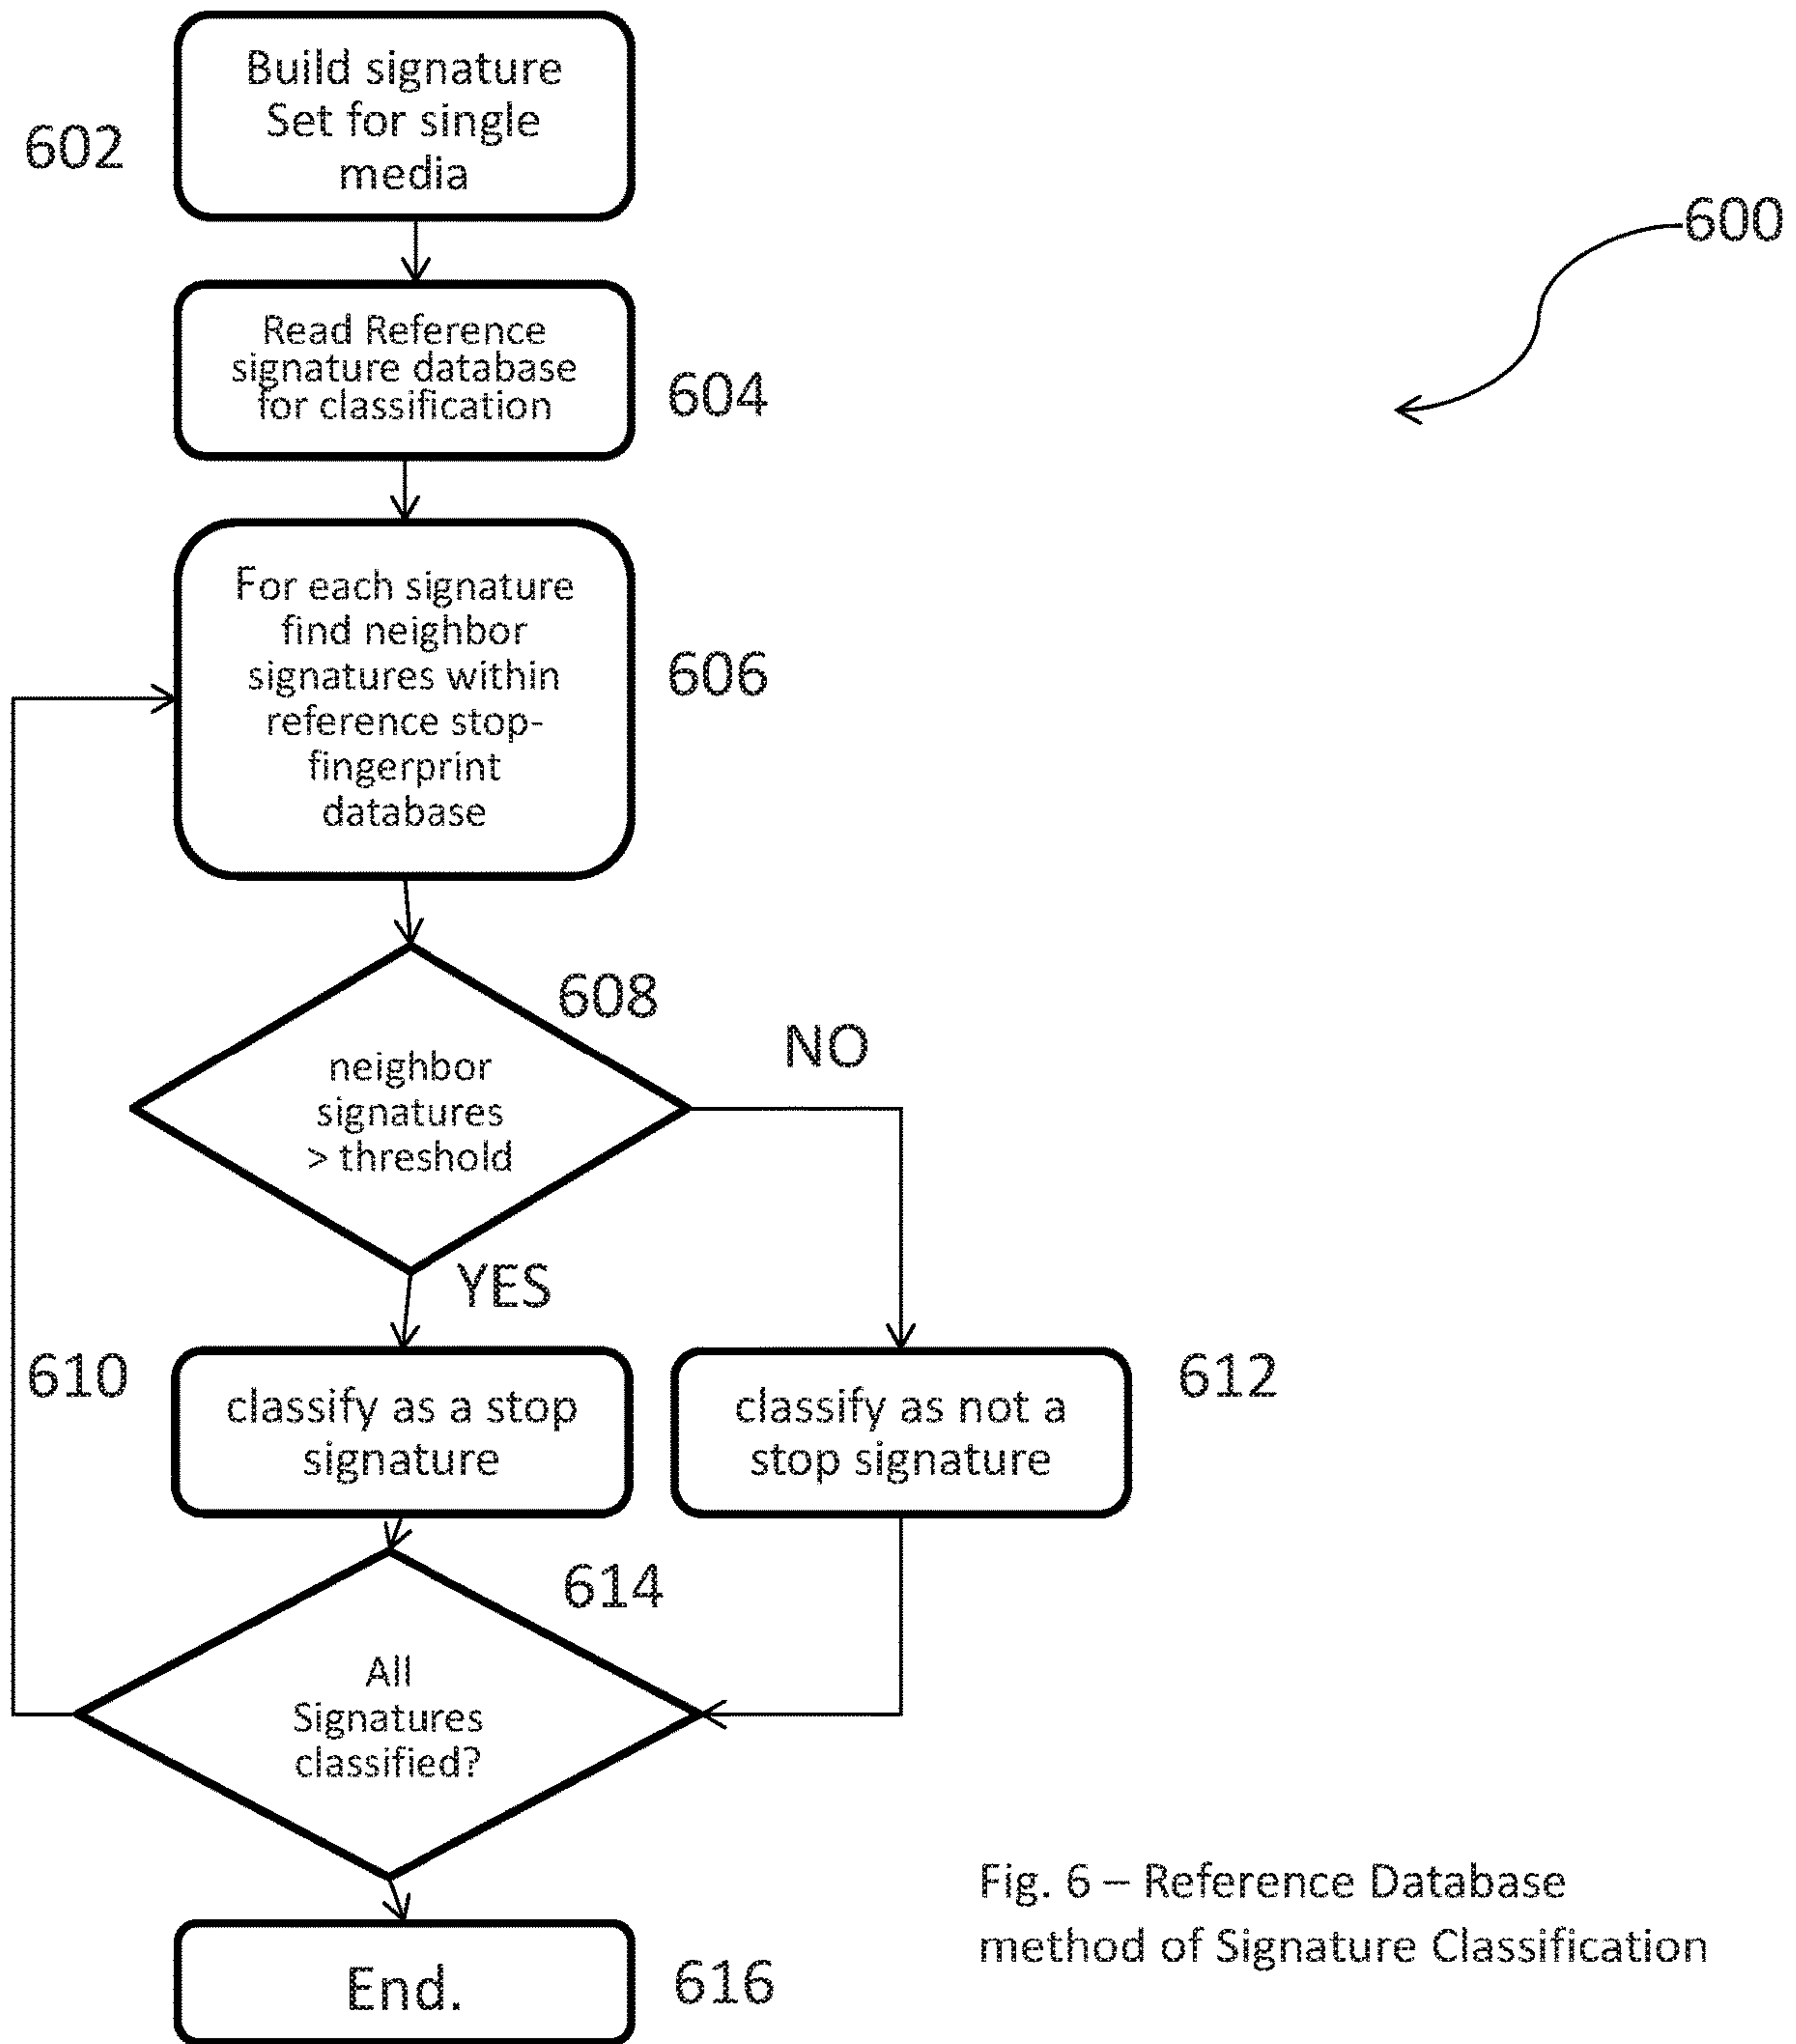 Build signature
Set for single
media
602
600
Read Reference
signature database
for classification
604
For each signature
find neighbor
signatures within
reference stop-
fingerprint
database
606
608
neighbor
signatures
> threshold
NO
YES
610
classify as a stop
signature
classify as not a
stop signature
612
614
All
Signatures
classified?
End.
616
Fig. 6 – Reference Database
method of Signature Classification